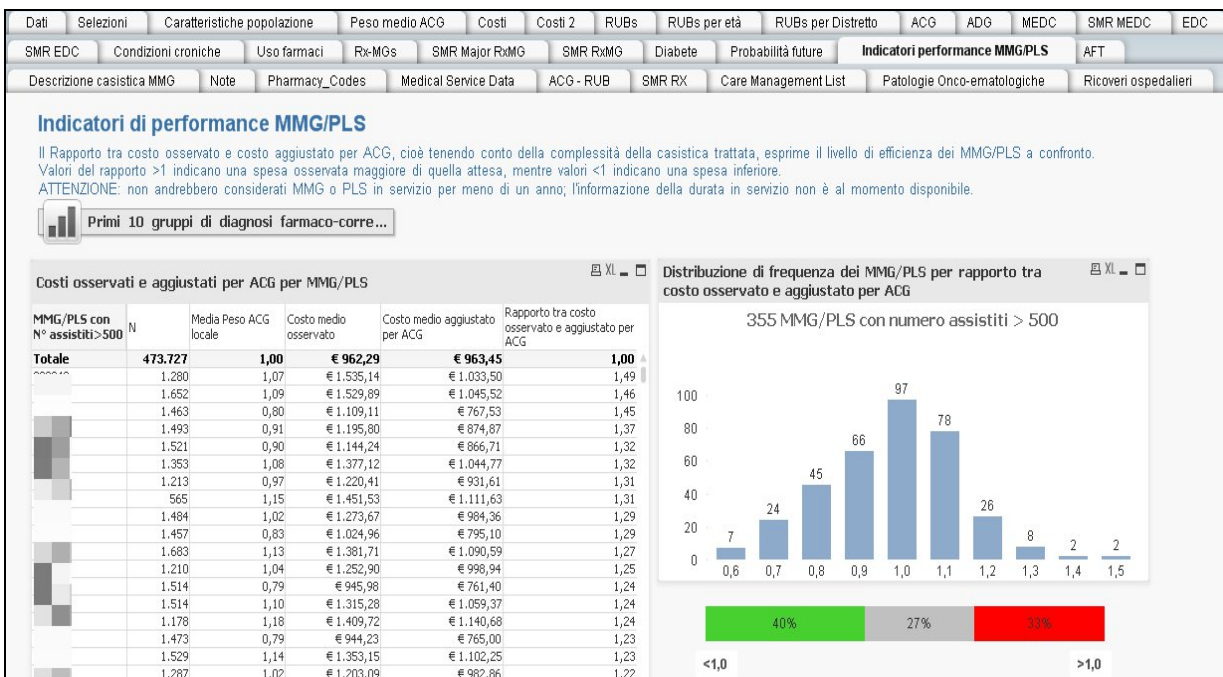 Dati Selezioni Caratteristiche popolazione Peso medio ACG Costi Costi 2 RUBs RUBs per età RUBs per Distretto ACG ADG MEDC SMR MEDC EDC
SMR EDC Condizioni croniche Uso farmaci Rx-MGs SMR Major RxMG SMR RxMG Diabete Probabilità future Indicatori performance MMG/PLS AFT
Descrizione casistica MMG Note Pharmacy_Codes Medical Service Data ACG - RUB SMR RX Care Management List Patologie Onco-ematologiche Ricoveri ospedalieri
Indicatori di performance MMG/PLS
Il Rapporto tra costo osservato e costo aggiustato per ACG, cioè tenendo conto della complessità della casistica trattata, esprime il livello di efficienza dei MMG/PLS a confronto.
Valori del rapporto >1 indicano una spesa osservata maggiore di quella attesa, mentre valori <1 indicano una spesa inferiore.
ATTENZIONE: non andrebbero considerati MMG o PLS in servizio per meno di un anno; l'informazione della durata in servizio non è al momento disponibile.
Primi 10 gruppi di diagnosi farmaco-corre...
Costi osservati e aggiustati per ACG per MMG/PLS
XL
MMG/PLS con N° assistiti>500 N Media Peso ACG locale Costo medio osservato Costo medio aggiustato per ACG Rapporto tra costo osservato e aggiustato per ACG
Totale 473.727 1,00 € 962,29 € 963,45 1,00
1.280 1,07 € 1.535,14 € 1.033,50 1,49
1.652 1,09 € 1.529,89 € 1.045,52 1,46
1.463 0,80 € 1.109,11 € 767,53 1,45
1.493 0,91 € 1.195,80 € 874,87 1,37
1.521 0,90 € 1.144,24 € 866,71 1,32
1.353 1,08 € 1.377,12 € 1.044,77 1,32
1.213 0,97 € 1.220,41 € 931,61 1,31
565 1,15 € 1.451,53 € 1.111,63 1,31
1.484 1,02 € 1.273,67 € 984,36 1,29
1.457 0,83 € 1.024,96 € 795,10 1,29
1.683 1,13 € 1.381,71 € 1.090,59 1,27
1.210 1,04 € 1.252,90 € 998,94 1,25
1.514 0,79 € 945,98 € 761,40 1,24
1.514 1,10 € 1.315,28 € 1.059,37 1,24
1.178 1,18 € 1.409,72 € 1.140,68 1,24
1.473 0,79 € 944,23 € 765,00 1,23
1.529 1,14 € 1.353,15 € 1.102,25 1,23
1.287 1,02 € 1.203,09 € 982,86 1,22
Distribuzione di frequenza dei MMG/PLS per rapporto tra
costo osservato e aggiustato per ACG
XL
355 MMG/PLS con numero assistiti > 500
100
80
60
40
20
0
7 24 45 66 97 78 26 8 2 2
0,6 0,7 0,8 0,9 1,0 1,1 1,2 1,3 1,4 1,5
40% 27% 33%
<1,0 >1,0